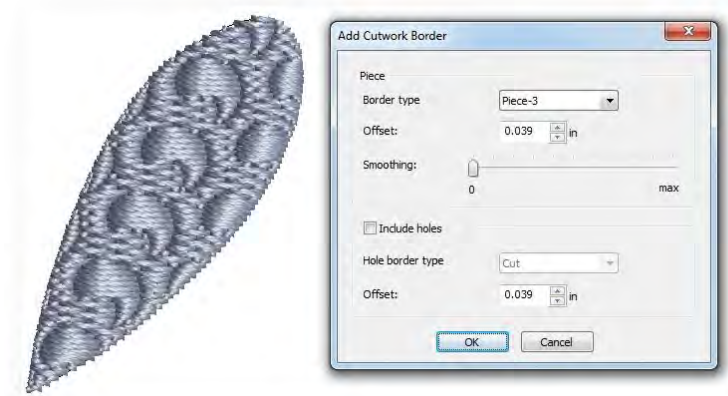 Add Cutwork Border
Piece
Border type Piece-3
Offset: 0.039 in
Smoothing:
0 max
Include holes
Hole border type Cut
Offset: 0.039 in
OK Cancel